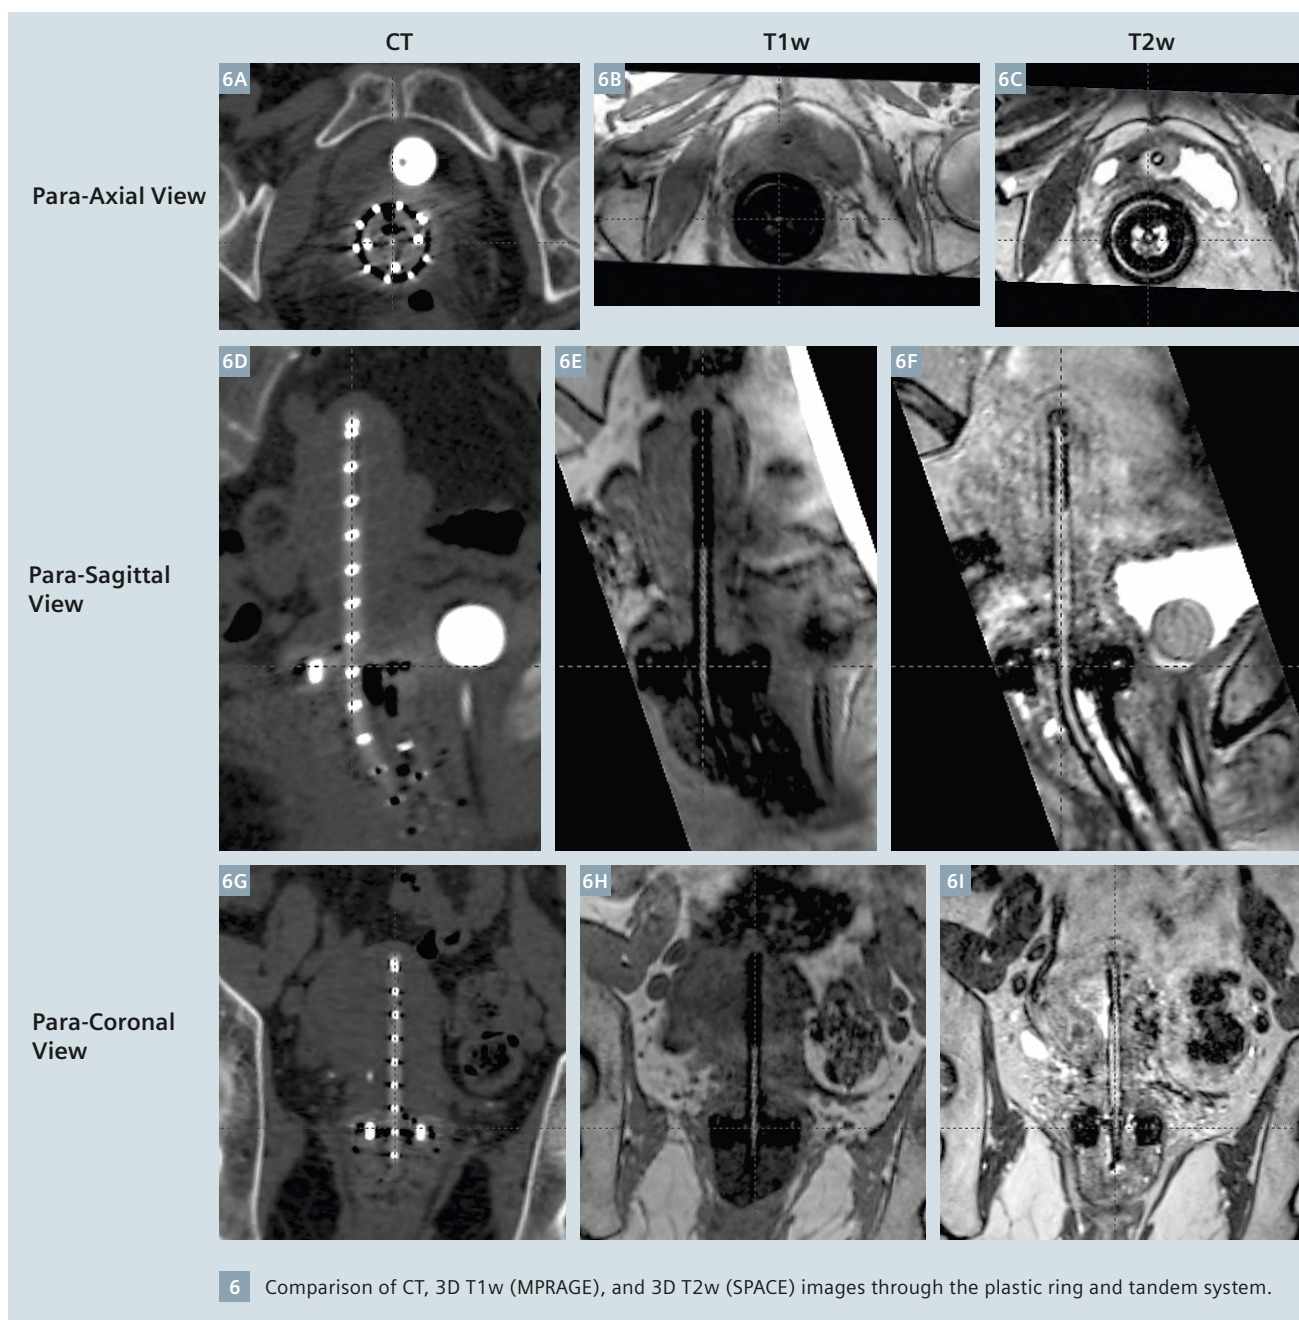 CT
T1w
T2w
6A
6B
6C
Para-Axial View
6D
6E
6F
Para-Sagittal
View
6G
6H
6I
Para-Coronal
View
6 Comparison of CT, 3D T1w (MPRAGE), and 3D T2w (SPACE) images through the plastic ring and tandem system.